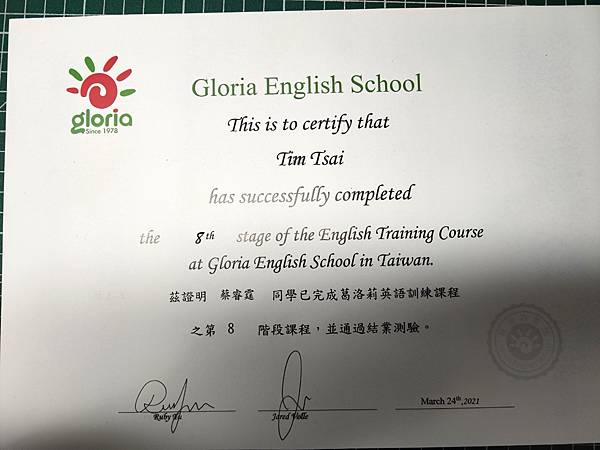 gloria
Since 1978
Gloria English School
This is to certify that
Tim Tsai
has successfully completed
the 8th stage of the English Training Course
at Gloria English School in Taiwan.
茲證明 蔡睿霆 同學已完成葛洛莉英語訓練課程
之第 8 階段課程，並通過結業測驗。
Ruby
Jared Volle
March 24th,2021